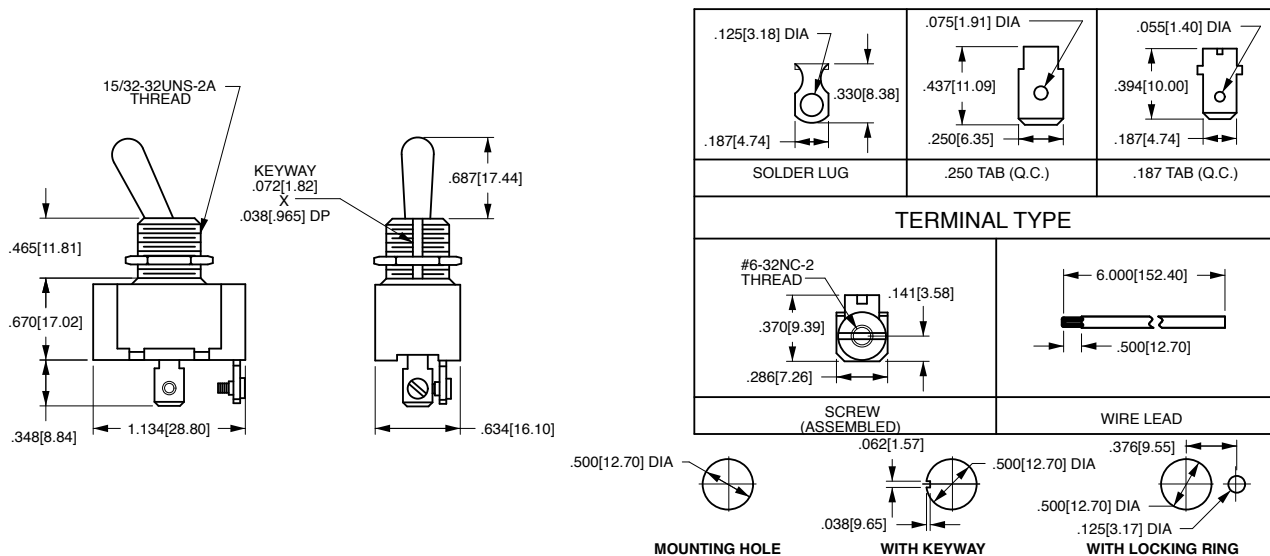 15/32-32UNS-2A
THREAD
.465[11.81]
.670[17.02]
.348[8.84]
1.134[28.80]
KEYWAY
.072[1.82]
X
.038[.965] DP
.687[17.44]
.634[16.10]
.125[3.18] DIA
.330[8.38]
.187[4.74]
SOLDER LUG
.075[1.91] DIA
.437[11.09]
.250[6.35]
.250 TAB (Q.C.)
.055[1.40] DIA
.394[10.00]
.187[4.74]
.187 TAB (Q.C.)
TERMINAL TYPE
#6-32NC-2
THREAD
.141[3.58]
.370[9.39]
.286[7.26]
SCREW
(ASSEMBLED)
6.000[152.40]
.500[12.70]
WIRE LEAD
.500[12.70] DIA
MOUNTING HOLE
.062[1.57]
.500[12.70] DIA
.038[9.65]
WITH KEYWAY
.376[9.55]
.500[12.70] DIA
.125[3.17] DIA
WITH LOCKING RING